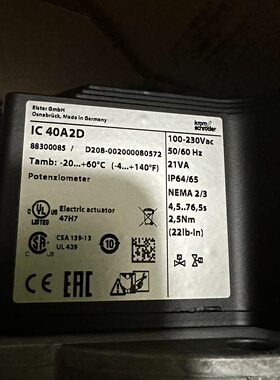 Elster GmbH
Osnabrück, Made in Germany
krom
schröder
IC 40A2D
88300085 / D208-002000080572
Tamb: -20...+60°C (-4...+140°F)
Potenziometer
100-230Vac
50/60 Hz
21VA
IP64/65
NEMA 2/3
4,5..76,5s
2,5Nm
(22lb-in)
Electric actuator
47H7
CSA 139-13
UL 429
10